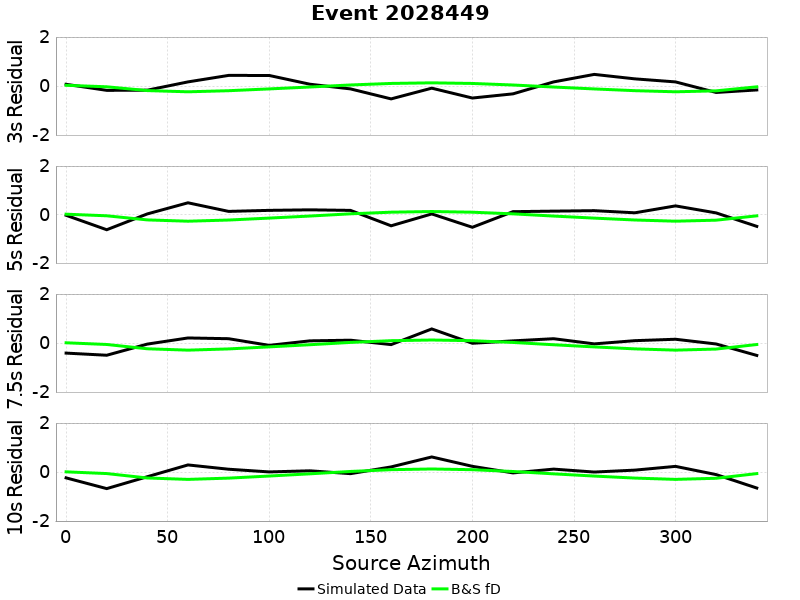 Event 2028449
3s Residual
2
0
-2
5s Residual
2
0
-2
7.5s Residual
2
0
-2
10s Residual
2
0
-2
0 50 100 150 200 250 300
Source Azimuth
Simulated Data B&S fD